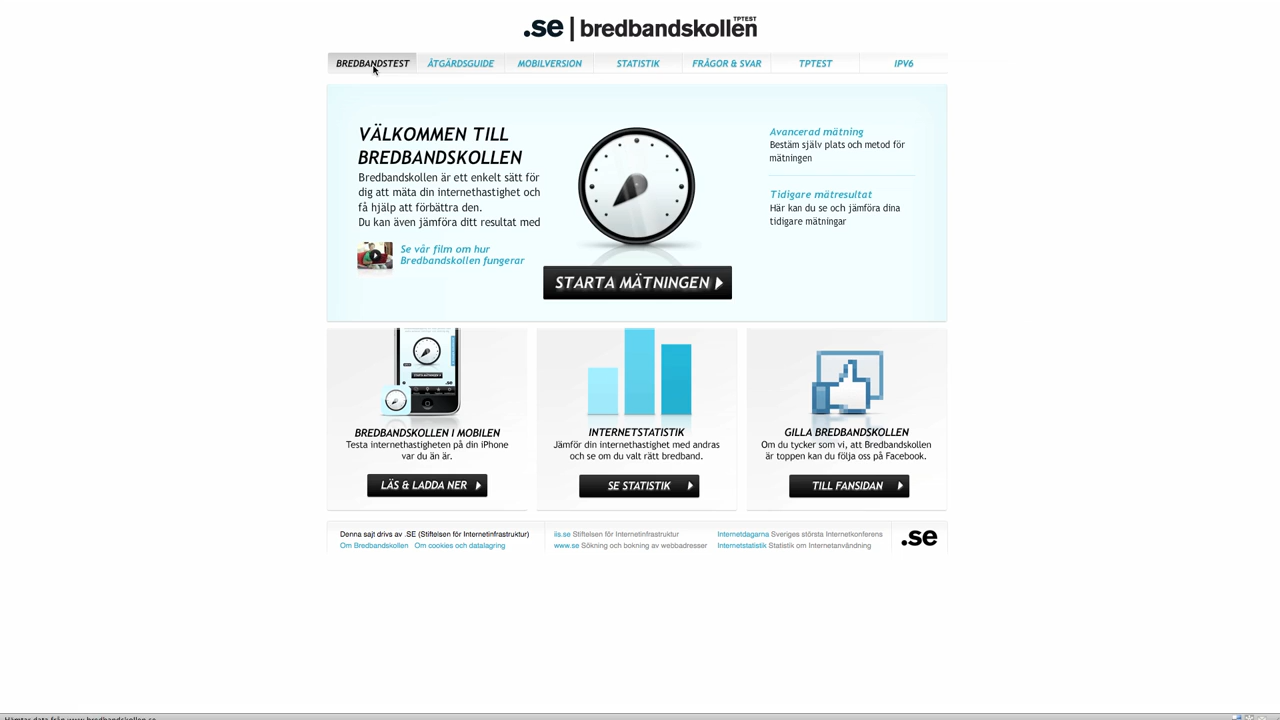 .se | bredbandskollen TPTEST
BREDBANDSTEST ÅTGÄRDSGUIDE MOBILVERSION STATISTIK FRÅGOR & SVAR TPTEST IPV6
VÄLKOMMEN TILL
BREDBANDSKOLLEN
Bredbandskollen är ett enkelt sätt för
dig att mäta din internethastighet och
få hjälp att förbättra den.
Du kan även jämföra ditt resultat med
Se vår film om hur
Bredbandskollen fungerar
STARTA MÄTNINGEN
Avancerad mätning
Bestäm själv plats och metod för
mätningen
Tidigare mätresultat
Här kan du se och jämföra dina
tidigare mätningar
BREDBANDSKOLLEN I MOBILEN
Testa internethastigheten på din iPhone
var du än är.
LÄS & LADDA NER
INTERNETSTATISTIK
Jämför din internethastighet med andras
och se om du valt rätt bredband.
SE STATISTIK
GILLA BREDBANDSKOLLEN
Om du tycker som vi, att Bredbandskollen
är toppen kan du följa oss på Facebook.
TILL FANSIDAN
Denna sajt drivs av .SE (Stiftelsen för Internetinfrastruktur)
Om Bredbandskollen Om cookies och datalagring
iis.se Stiftelsen för Internetinfrastruktur
www.se Sökning och bokning av webbadresser
Internetdagarna Sveriges största Internetkonferens
Internetstatistik Statistik om Internetanvändning
.se
Hämtar data från www.bredbandskollen.se